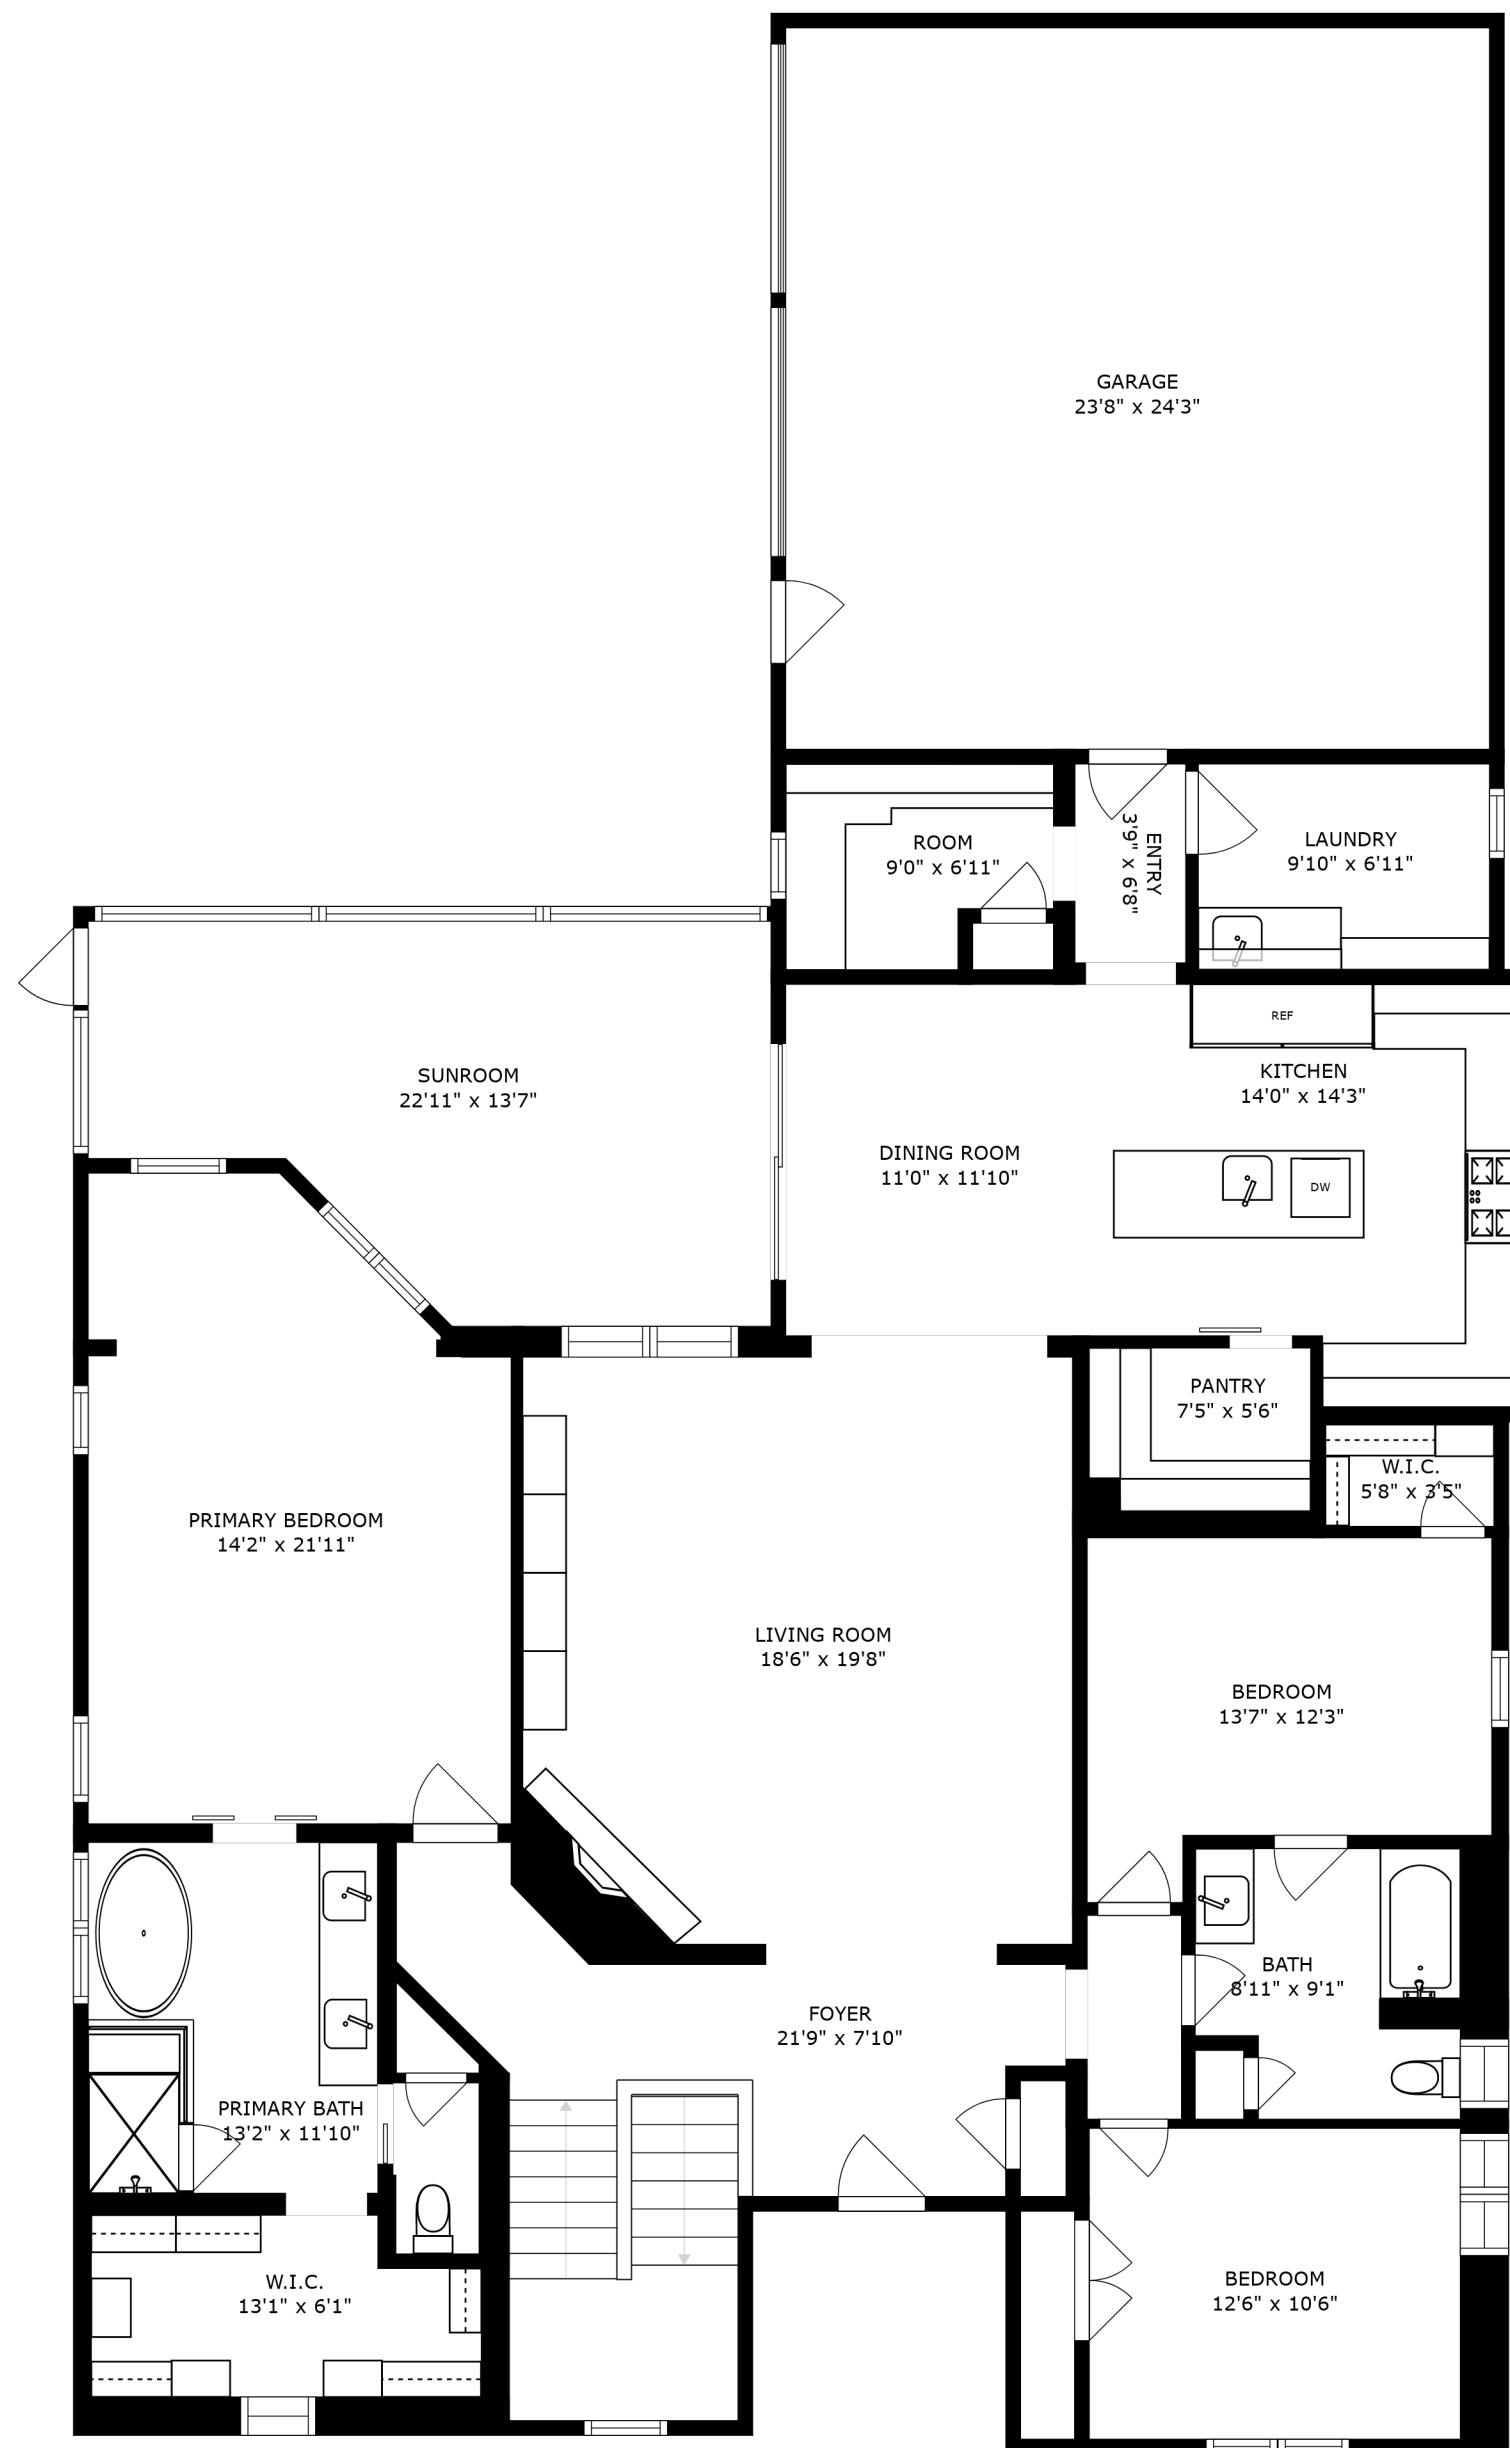 GARAGE
23'8" x 24'3"
ROOM
9'0" x 6'11"
ENTRY
3'9" x 6'8"
LAUNDRY
9'10" x 6'11"
REF
KITCHEN
14'0" x 14'3"
SUNROOM
22'11" x 13'7"
DINING ROOM
11'0" x 11'10"
DW
PANTRY
7'5" x 5'6"
W.I.C.
5'8" x 3'5"
PRIMARY BEDROOM
14'2" x 21'11"
LIVING ROOM
18'6" x 19'8"
BEDROOM
13'7" x 12'3"
BATH
8'11" x 9'1"
FOYER
21'9" x 7'10"
PRIMARY BATH
13'2" x 11'10"
W.I.C.
13'1" x 6'1"
BEDROOM
12'6" x 10'6"